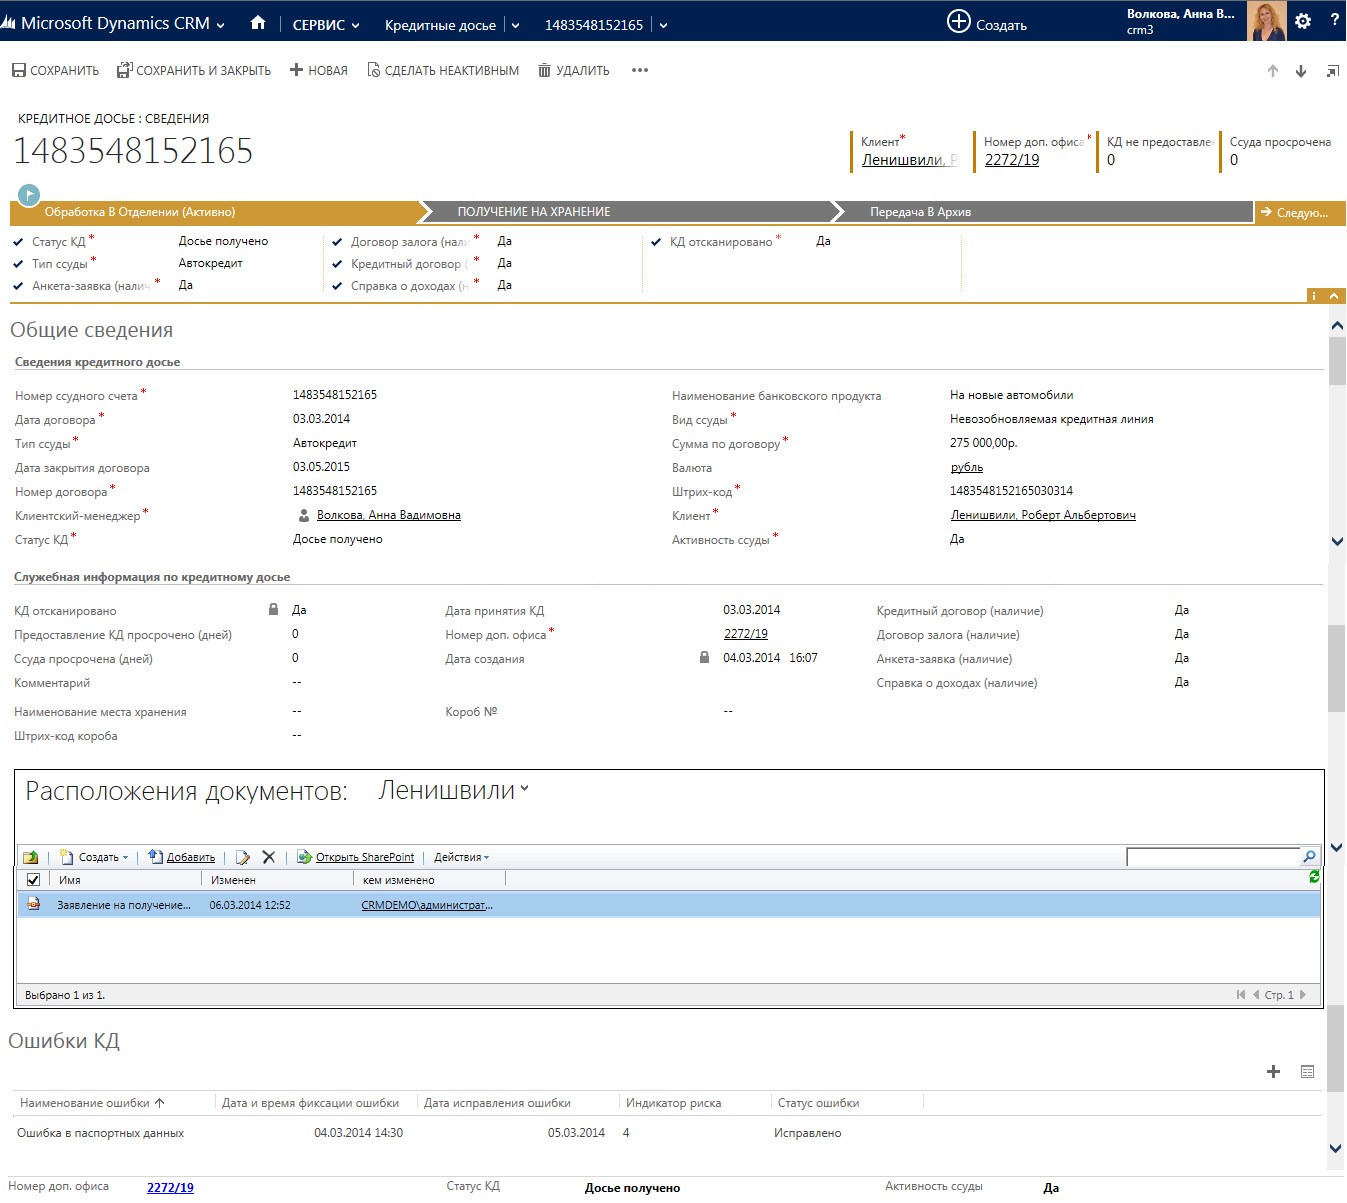 Microsoft Dynamics CRM СЕРВИС Кредитные досье 1483548152165 Создать Волкова, Анна В... ?
crm3
СОХРАНИТЬ СОХРАНИТЬ И ЗАКРЫТЬ НОВАЯ СДЕЛАТЬ НЕАКТИВНЫМ УДАЛИТЬ •••
КРЕДИТНОЕ ДОСЬЕ : СВЕДЕНИЯ
1483548152165
Клиент* Номер доп. офиса* КД не предоставле Ссуда просрочена
Ленишвили, Р 2272/19 0 0
Обработка В Отделении (Активно) ПОЛУЧЕНИЕ НА ХРАНЕНИЕ Передача В Архив Следую...
Статус КД* Досье получено Договор залога (нали * Да КД отсканировано* Да
Тип ссуды* Автокредит Кредитный договор ( * Да
Анкета-заявка (налич * Да Справка о доходах (н * Да
Общие сведения
Сведения кредитного досье
Номер ссудного счета* 1483548152165 Наименование банковского продукта На новые автомобили
Дата договора* 03.03.2014 Вид ссуды* Невозобновляемая кредитная линия
Тип ссуды* Автокредит Сумма по договору* 275 000,00р.
Дата закрытия договора 03.05.2015 Валюта рубль
Номер договора* 1483548152165 Штрих-код* 1483548152165030314
Клиентский-менеджер* Волкова, Анна Вадимовна Клиент* Ленишвили, Роберт Альбертович
Статус КД* Досье получено Активность ссуды* Да
Служебная информация по кредитному досье
КД отсканировано Да Дата принятия КД 03.03.2014 Кредитный договор (наличие) Да
Предоставление КД просрочено (дней) 0 Номер доп. офиса* 2272/19 Договор залога (наличие) Да
Ссуда просрочена (дней) 0 Дата создания 04.03.2014 16:07 Анкета-заявка (наличие) Да
Комментарий -- Справка о доходах (наличие) Да
Наименование места хранения -- Короб № --
Штрих-код короба --
Расположения документов: Ленишвили
Создать Добавить Открыть SharePoint Действия
Имя Изменен кем изменено
Заявление на получение... 06.03.2014 12:52 CRMDEMO\администрат...
Выбрано 1 из 1. Стр. 1
Ошибки КД
Наименование ошибки Дата и время фиксации ошибки Дата исправления ошибки Индикатор риска Статус ошибки
Ошибка в паспортных данных 04.03.2014 14:30 05.03.2014 4 Исправлено
Номер доп. офиса 2272/19 Статус КД Досье получено Активность ссуды Да